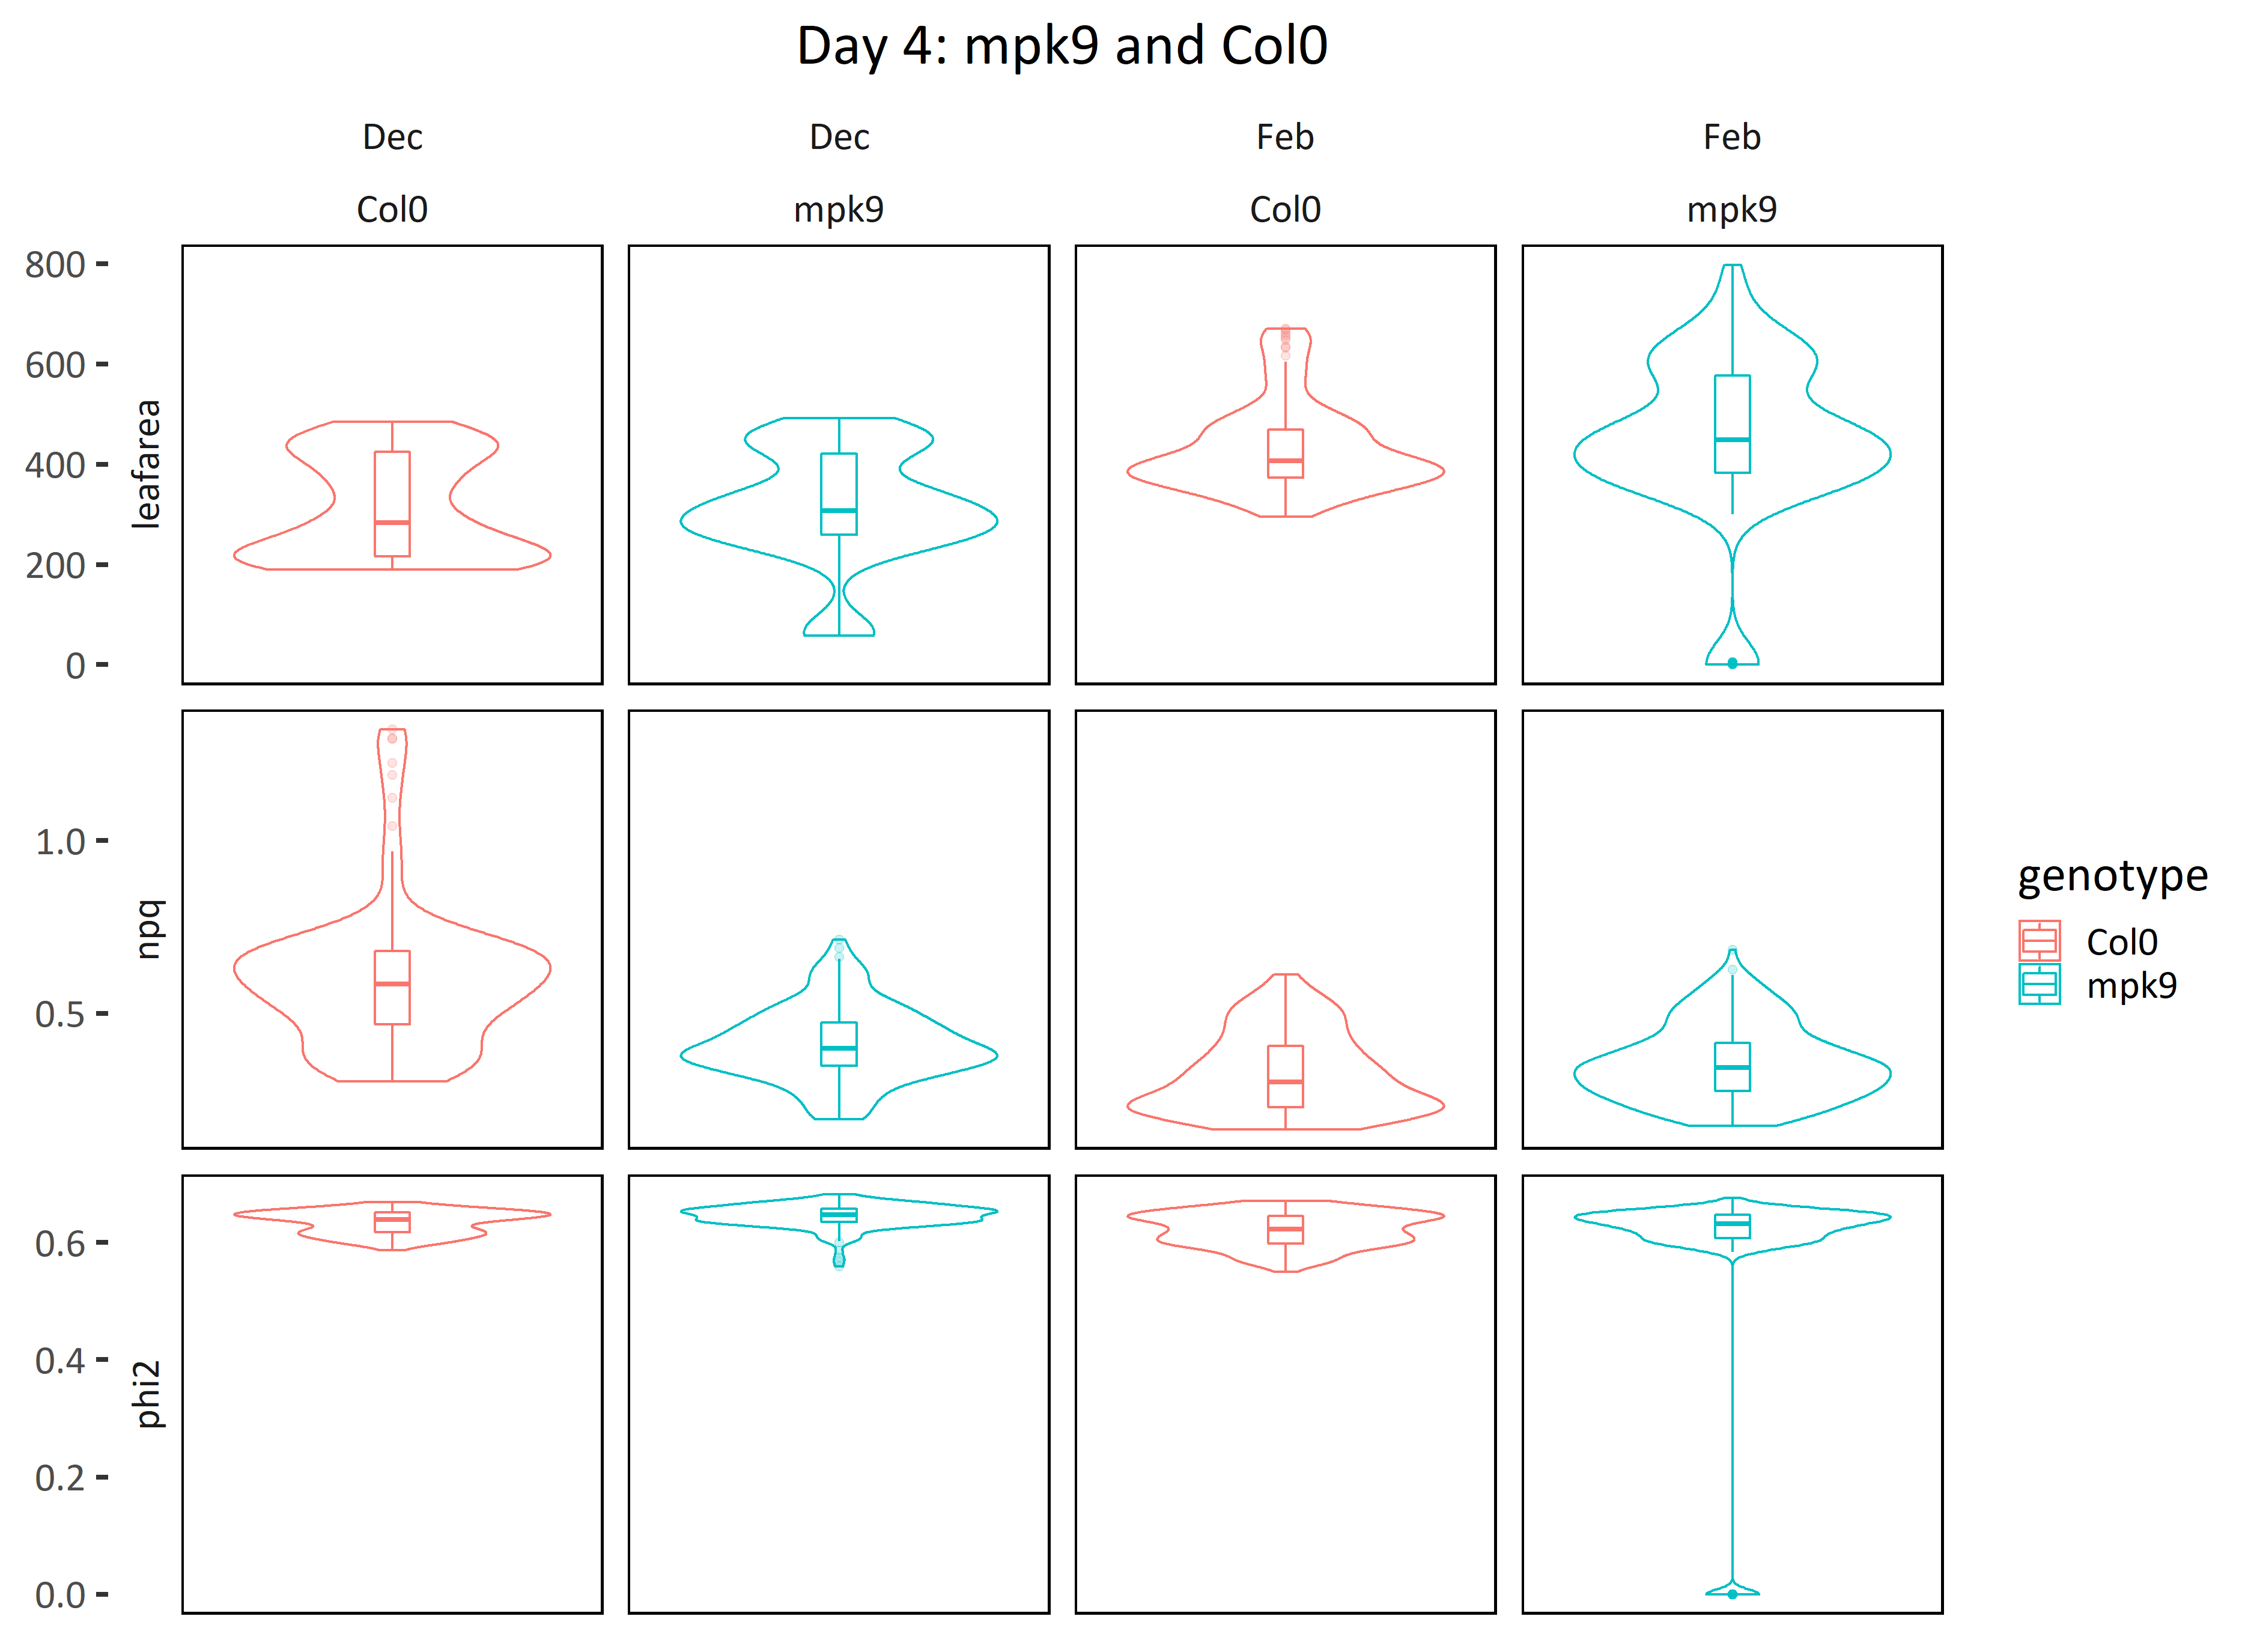 Day 4: mpk9 and Col0
Dec Dec Feb Feb
Col0 mpk9 Col0 mpk9
800
600
400
200
0
leafarea
1.0
0.5
npq
0.6
0.4
0.2
0.0
phi2
genotype
Col0
mpk9